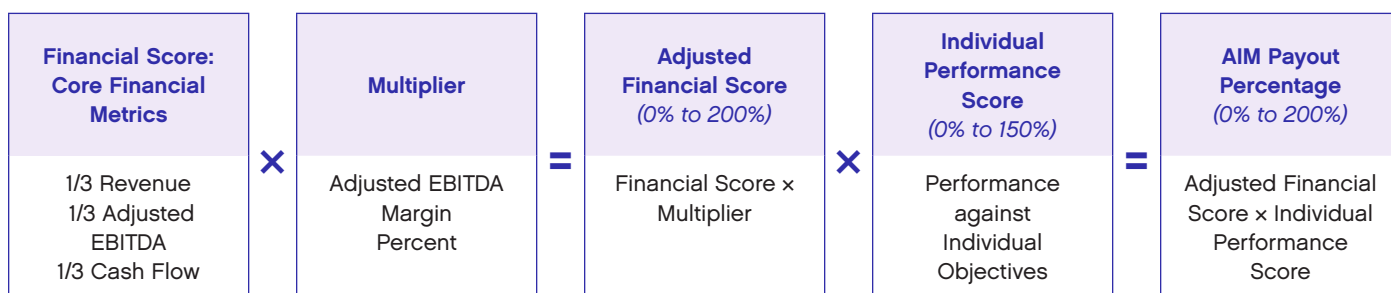 Financial Score:
Core Financial
Metrics
1/3 Revenue
1/3 Adjusted
EBITDA
1/3 Cash Flow
×
Multiplier
Adjusted EBITDA
Margin
Percent
=
Adjusted
Financial Score
(0% to 200%)
Financial Score ×
Multiplier
×
Individual
Performance
Score
(0% to 150%)
Performance
against
Individual
Objectives
=
AIM Payout
Percentage
(0% to 200%)
Adjusted Financial
Score × Individual
Performance
Score